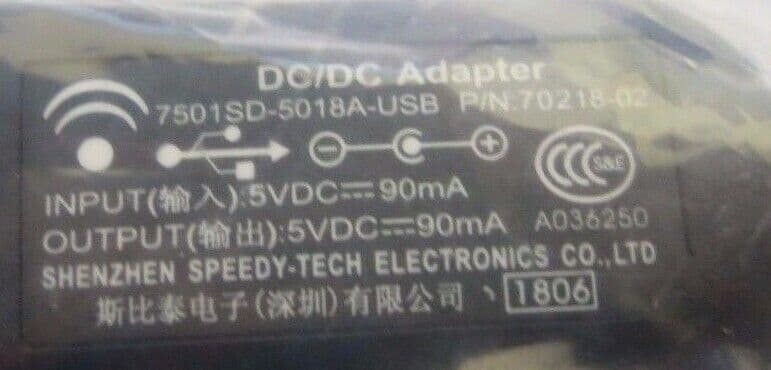 DC/DC Adapter
7501SD-5018A-USB P/N:70218-02
S&E
INPUT(输入):5VDC⎓90mA
OUTPUT(输出):5VDC⎓90mA A036250
SHENZHEN SPEEDY-TECH ELECTRONICS CO.,LTD
斯比泰电子(深圳)有限公司 、 1806